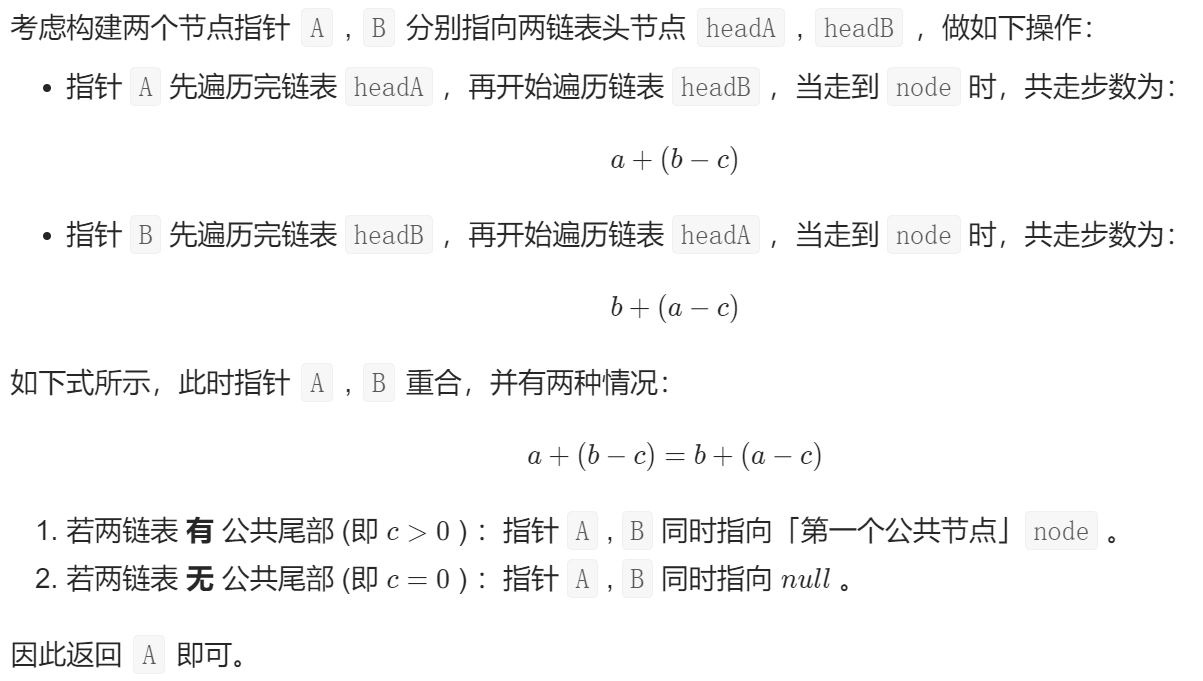 考虑构建两个节点指针 A , B 分别指向两链表头节点 headA , headB ，做如下操作：
• 指针 A 先遍历完链表 headA ，再开始遍历链表 headB ，当走到 node 时，共走步数为：
a + (b − c)
• 指针 B 先遍历完链表 headB ，再开始遍历链表 headA ，当走到 node 时，共走步数为：
b + (a − c)
如下式所示，此时指针 A , B 重合，并有两种情况：
a + (b − c) = b + (a − c)
1. 若两链表 有 公共尾部 (即 c > 0 ) ：指针 A , B 同时指向「第一个公共节点」 node 。
2. 若两链表 无 公共尾部 (即 c = 0 ) ：指针 A , B 同时指向 null 。
因此返回 A 即可。